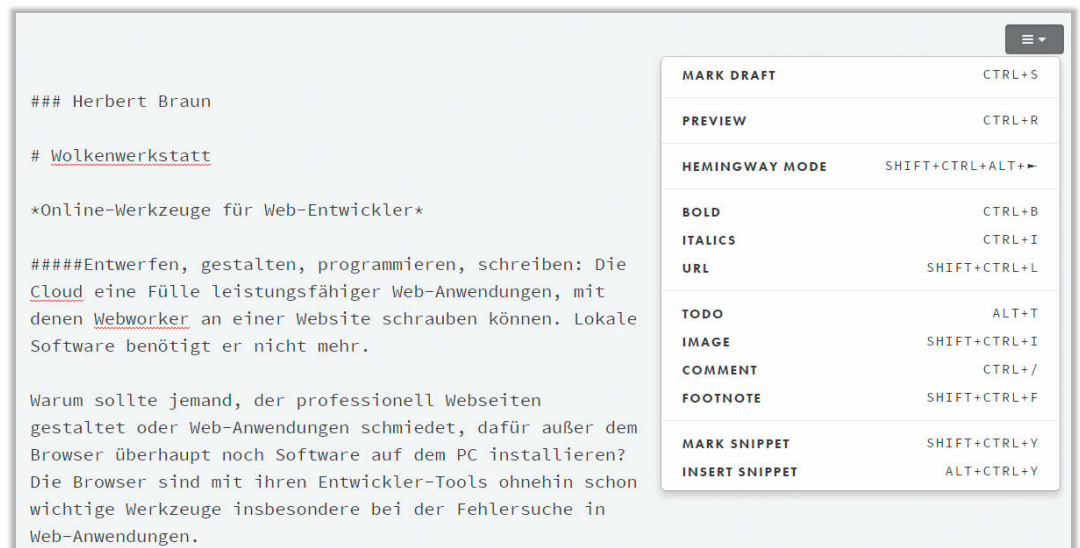 ### Herbert Braun
# Wolkenwerkstatt
*Online-Werkzeuge für Web-Entwickler*
#####Entwerfen, gestalten, programmieren, schreiben: Die
Cloud eine Fülle leistungsfähiger Web-Anwendungen, mit
denen Webworker an einer Website schrauben können. Lokale
Software benötigt er nicht mehr.
Warum sollte jemand, der professionell Webseiten
gestaltet oder Web-Anwendungen schmiedet, dafür außer dem
Browser überhaupt noch Software auf dem PC installieren?
Die Browser sind mit ihren Entwickler-Tools ohnehin schon
wichtige Werkzeuge insbesondere bei der Fehlersuche in
Web-Anwendungen.
MARK DRAFT CTRL+S
PREVIEW CTRL+R
HEMINGWAY MODE SHIFT+CTRL+ALT+►
BOLD CTRL+B
ITALICS CTRL+I
URL SHIFT+CTRL+L
TODO ALT+T
IMAGE SHIFT+CTRL+I
COMMENT CTRL+/
FOOTNOTE SHIFT+CTRL+F
MARK SNIPPET SHIFT+CTRL+Y
INSERT SNIPPET ALT+CTRL+Y